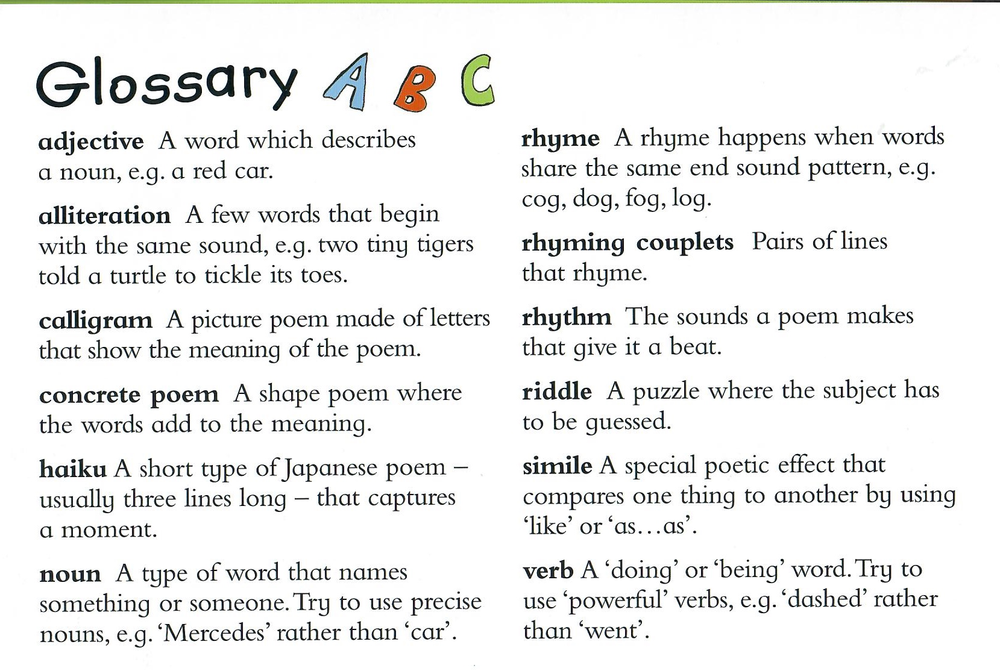 Glossary A B C
adjective A word which describes
a noun, e.g. a red car.
alliteration A few words that begin
with the same sound, e.g. two tiny tigers
told a turtle to tickle its toes.
calligram A picture poem made of letters
that show the meaning of the poem.
concrete poem A shape poem where
the words add to the meaning.
haiku A short type of Japanese poem –
usually three lines long – that captures
a moment.
noun A type of word that names
something or someone. Try to use precise
nouns, e.g. ‘Mercedes’ rather than ‘car’.
rhyme A rhyme happens when words
share the same end sound pattern, e.g.
cog, dog, fog, log.
rhyming couplets Pairs of lines
that rhyme.
rhythm The sounds a poem makes
that give it a beat.
riddle A puzzle where the subject has
to be guessed.
simile A special poetic effect that
compares one thing to another by using
‘like’ or ‘as...as’.
verb A ‘doing’ or ‘being’ word. Try to
use ‘powerful’ verbs, e.g. ‘dashed’ rather
than ‘went’.